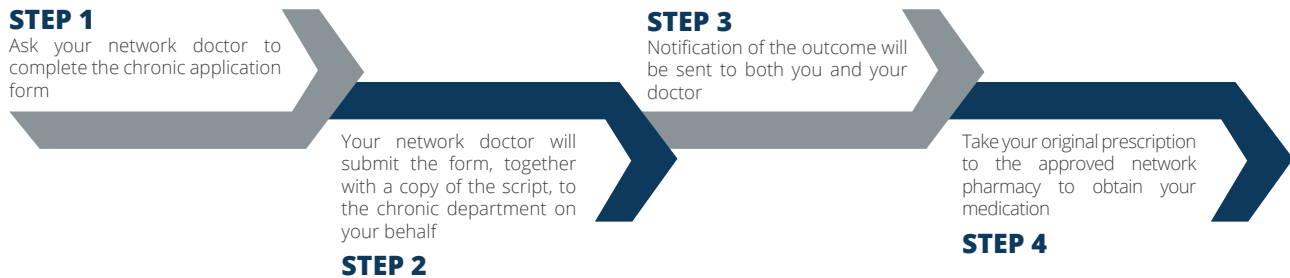 STEP 1
Ask your network doctor to
complete the chronic application
form
Your network doctor will
submit the form, together
with a copy of the script, to
the chronic department on
your behalf
STEP 2
STEP 3
Notification of the outcome will
be sent to both you and your
doctor
Take your original prescription
to the approved network
pharmacy to obtain your
medication
STEP 4